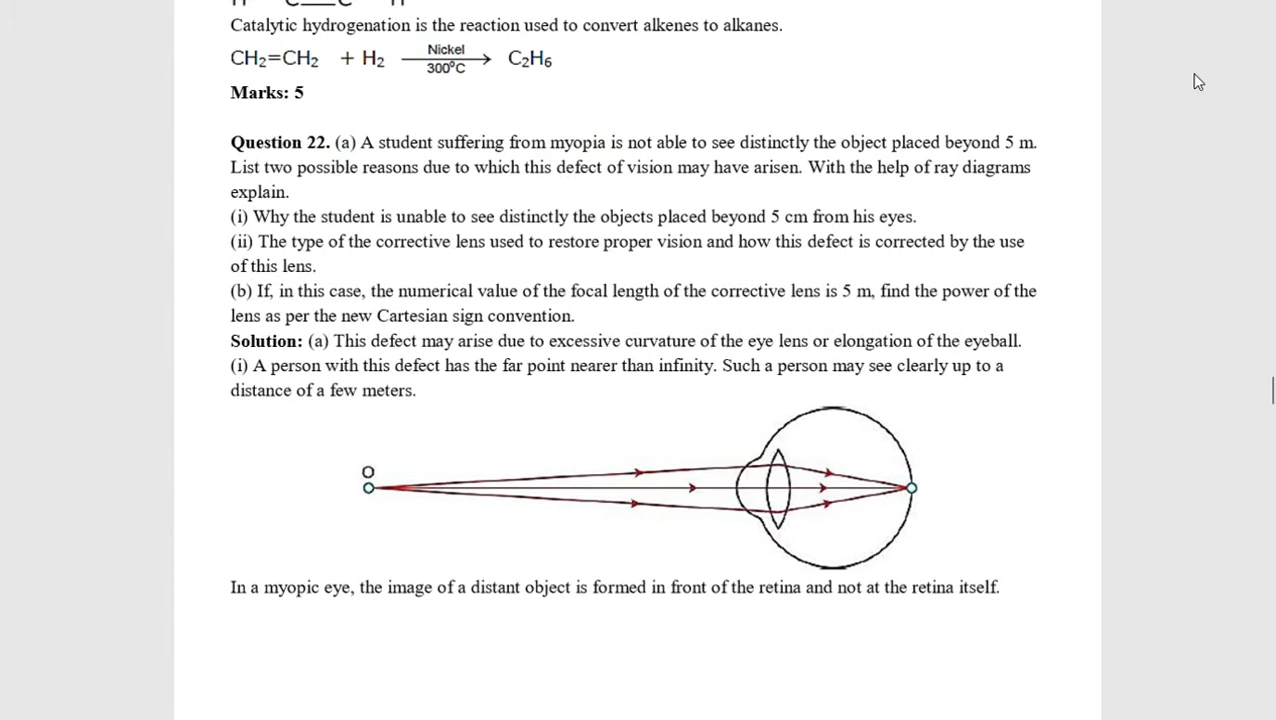 Catalytic hydrogenation is the reaction used to convert alkenes to alkanes.
CH₂=CH₂ + H₂ Nickel 300⁰C → C₂H₆
Marks: 5
Question 22. (a) A student suffering from myopia is not able to see distinctly the object placed beyond 5 m.
List two possible reasons due to which this defect of vision may have arisen. With the help of ray diagrams
explain.
(i) Why the student is unable to see distinctly the objects placed beyond 5 cm from his eyes.
(ii) The type of the corrective lens used to restore proper vision and how this defect is corrected by the use
of this lens.
(b) If, in this case, the numerical value of the focal length of the corrective lens is 5 m, find the power of the
lens as per the new Cartesian sign convention.
Solution: (a) This defect may arise due to excessive curvature of the eye lens or elongation of the eyeball.
(i) A person with this defect has the far point nearer than infinity. Such a person may see clearly up to a
distance of a few meters.
O
In a myopic eye, the image of a distant object is formed in front of the retina and not at the retina itself.